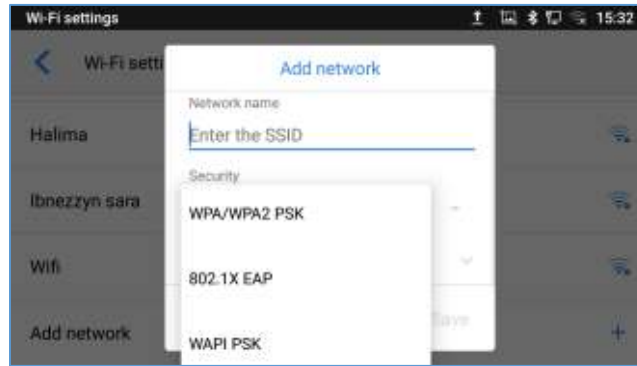 Wi-Fi settings 15:32
Wi-Fi setti
Add network
Network name
Enter the SSID
Security
Halima
Ibnezzyn sara
Wifi
Add network
WPA/WPA2 PSK
802.1X EAP
WAPI PSK
Save